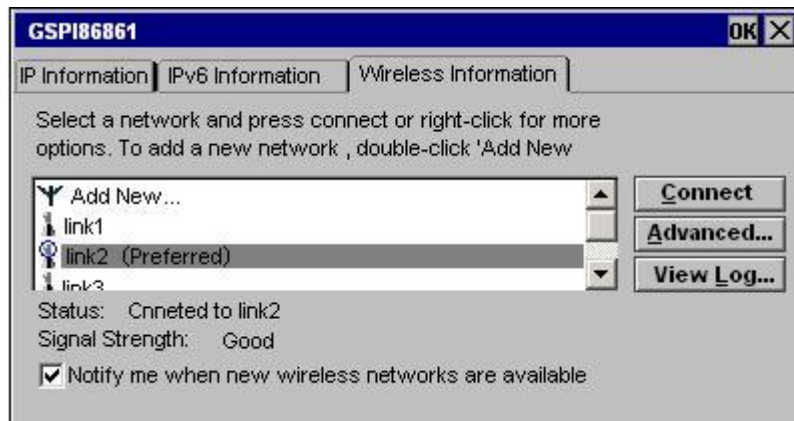 GSPI86861 OK
IP Information IPv6 Information Wireless Information
Select a network and press connect or right-click for more
options. To add a new network , double-click 'Add New
Add New...
link1
link2 (Preferred)
link3
Connect
Advanced...
View Log...
Status: Cnneted to link2
Signal Strength: Good
Notify me when new wireless networks are available